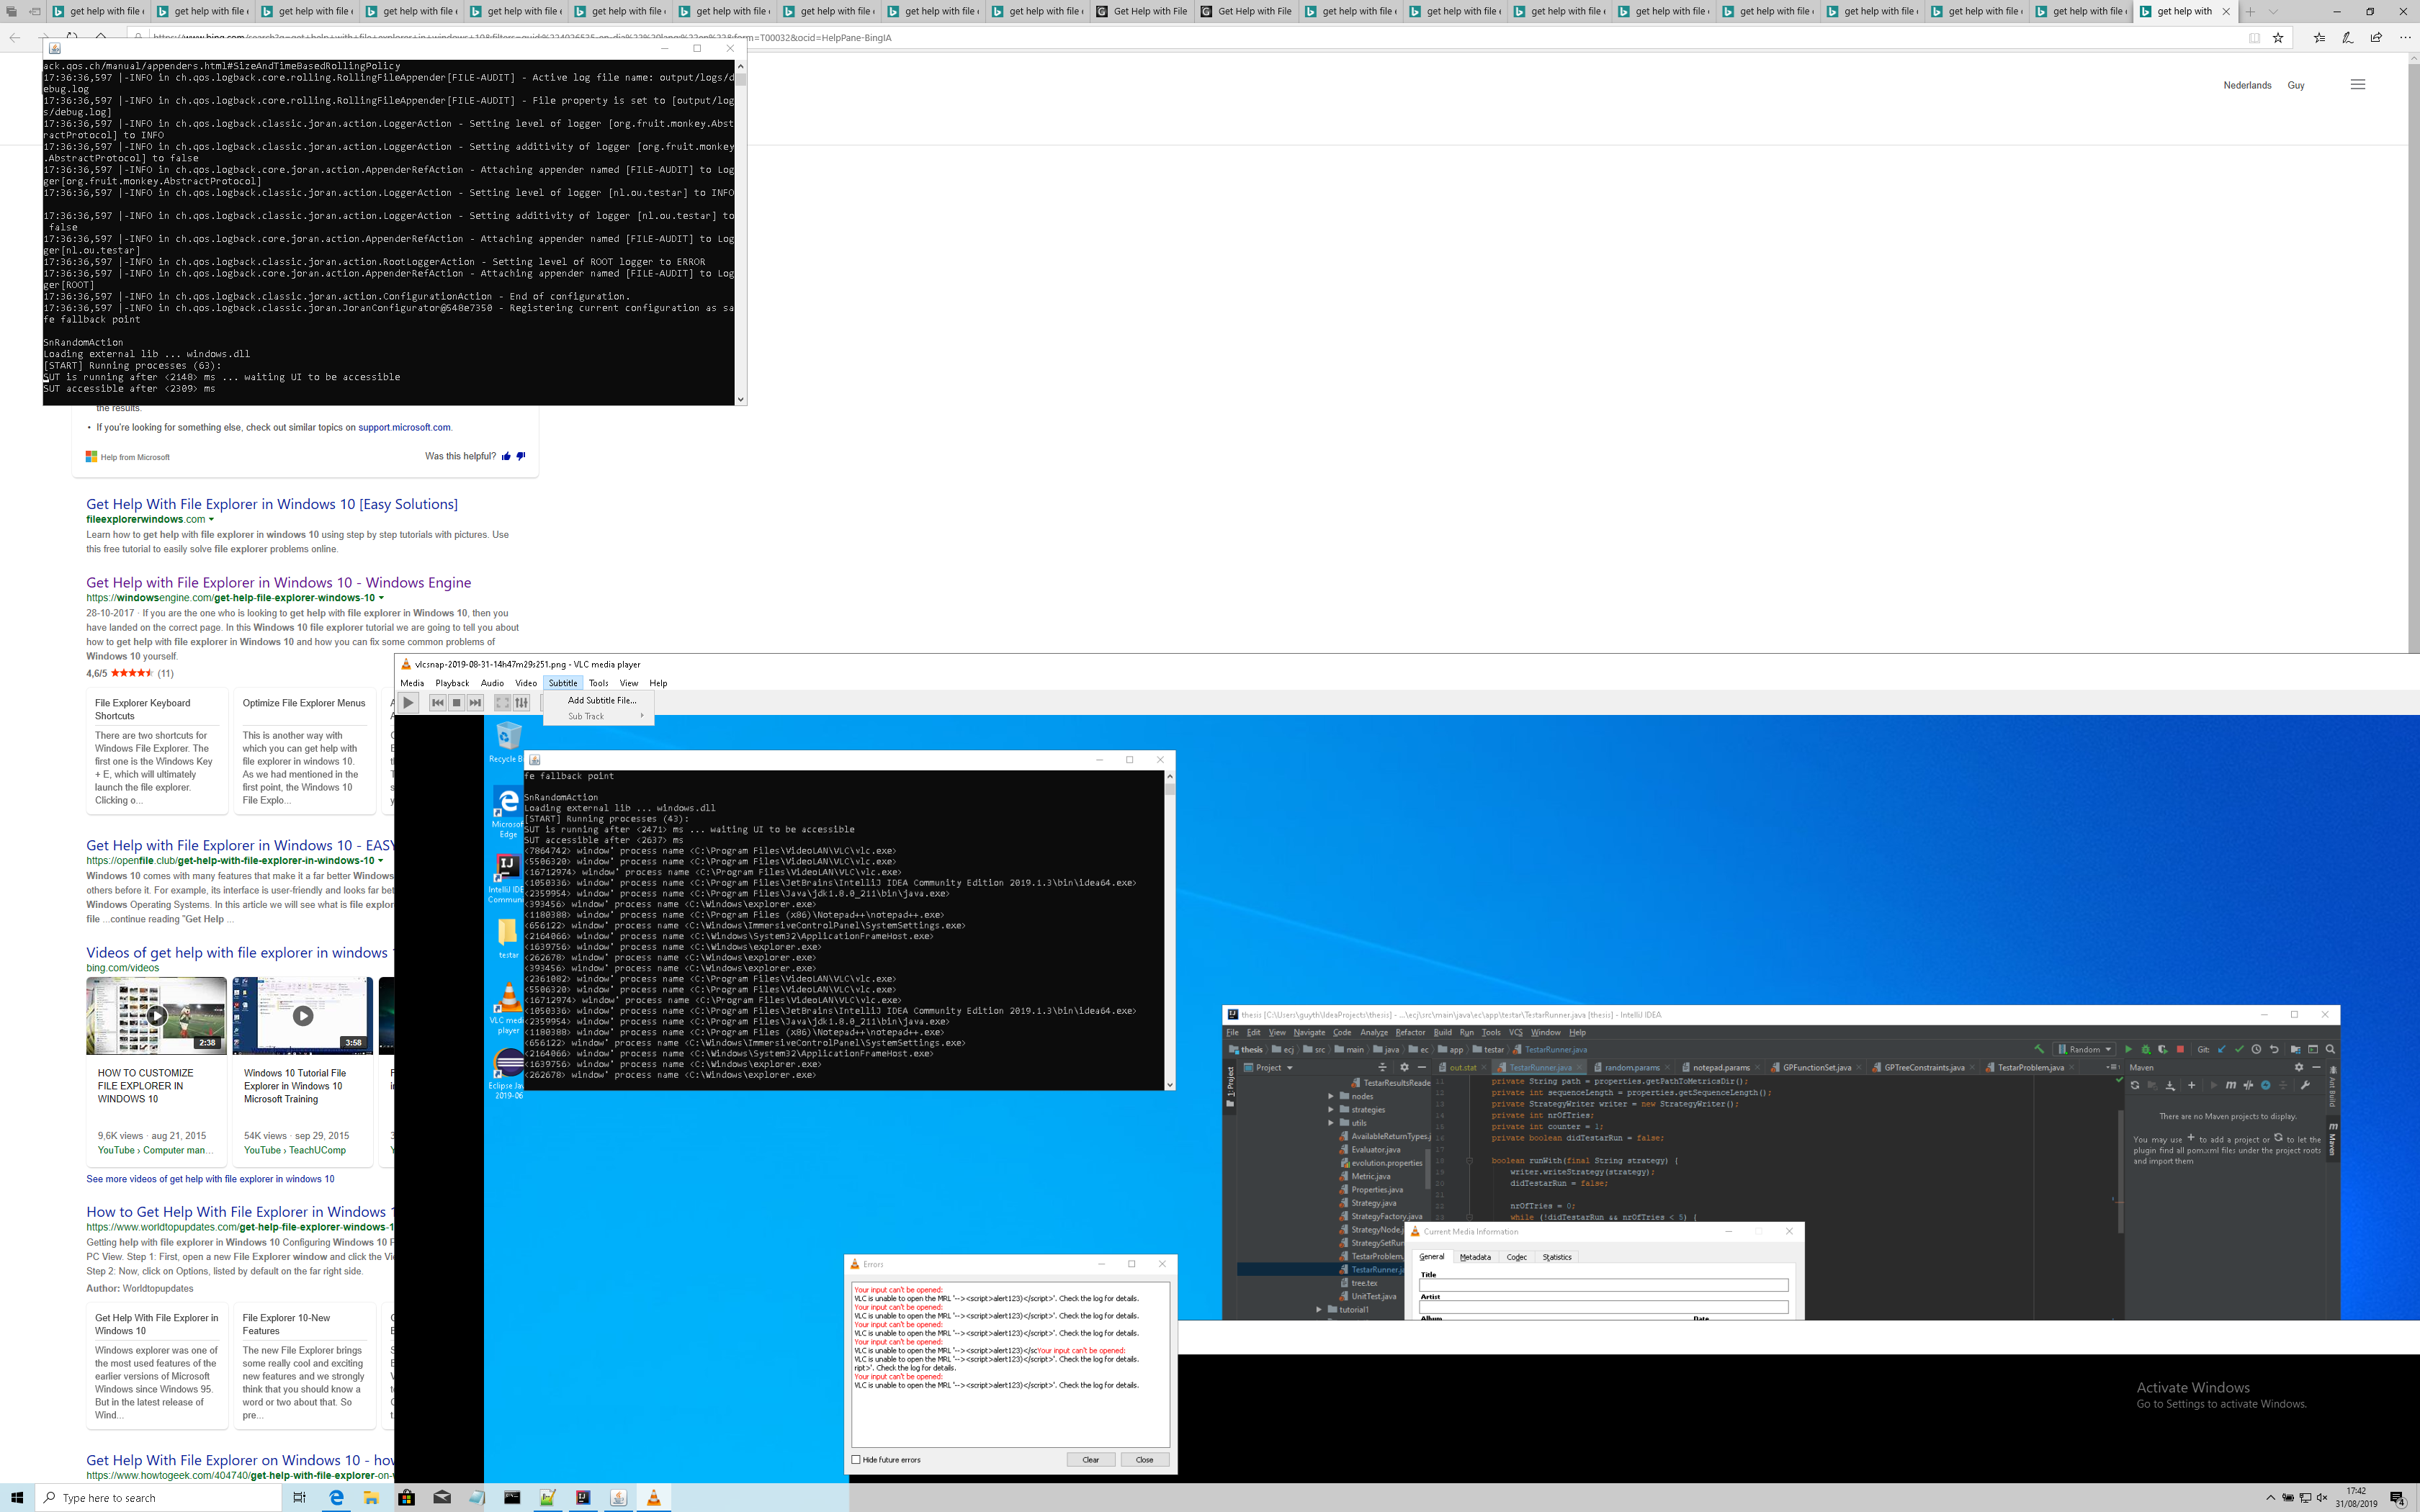 get help with file e
get help with file e
get help with file e
get help with file e
get help with file e
get help with file e
get help with file e
get help with file e
get help with file e
get help with file e
Get Help with File
Get Help with File
get help with file e
get help with file e
get help with file e
get help with file e
get help with file e
get help with file e
get help with file e
get help with file e
get help with
Nederlands Guy
ack.qos.ch/manual/appenders.html#SizeAndTimeBasedRollingPolicy
17:36:36,597 |-INFO in ch.qos.logback.core.rolling.RollingFileAppender[FILE-AUDIT] - Active log file name: output/logs/d
ebug.log
17:36:36,597 |-INFO in ch.qos.logback.core.rolling.RollingFileAppender[FILE-AUDIT] - File property is set to [output/log
s/debug.log]
17:36:36,597 |-INFO in ch.qos.logback.classic.joran.action.LoggerAction - Setting level of logger [org.fruit.monkey.Abst
ractProtocol] to INFO
17:36:36,597 |-INFO in ch.qos.logback.classic.joran.action.LoggerAction - Setting additivity of logger [org.fruit.monkey
.AbstractProtocol] to false
17:36:36,597 |-INFO in ch.qos.logback.core.joran.action.AppenderRefAction - Attaching appender named [FILE-AUDIT] to Log
ger[org.fruit.monkey.AbstractProtocol]
17:36:36,597 |-INFO in ch.qos.logback.classic.joran.action.LoggerAction - Setting level of logger [nl.ou.testar] to INFO
17:36:36,597 |-INFO in ch.qos.logback.classic.joran.action.LoggerAction - Setting additivity of logger [nl.ou.testar] to
false
17:36:36,597 |-INFO in ch.qos.logback.core.joran.action.AppenderRefAction - Attaching appender named [FILE-AUDIT] to Log
ger[nl.ou.testar]
17:36:36,597 |-INFO in ch.qos.logback.classic.joran.action.RootLoggerAction - Setting level of ROOT logger to ERROR
17:36:36,597 |-INFO in ch.qos.logback.core.joran.action.AppenderRefAction - Attaching appender named [FILE-AUDIT] to Log
ger[ROOT]
17:36:36,597 |-INFO in ch.qos.logback.classic.joran.action.ConfigurationAction - End of configuration.
17:36:36,597 |-INFO in ch.qos.logback.classic.joran.JoranConfigurator@548e7350 - Registering current configuration as sa
fe fallback point
SnRandomAction
Loading external lib ... windows.dll
[START] Running processes (63):
SUT is running after <2148> ms ... waiting UI to be accessible
SUT accessible after <2309> ms
the results.
• If you're looking for something else, check out similar topics on support.microsoft.com.
Help from Microsoft Was this helpful?
Get Help With File Explorer in Windows 10 [Easy Solutions]
fileexplorerwindows.com
Learn how to get help with file explorer in windows 10 using step by step tutorials with pictures. Use
this free tutorial to easily solve file explorer problems online.
Get Help with File Explorer in Windows 10 - Windows Engine
https://windowsengine.com/get-help-file-explorer-windows-10
28-10-2017 · If you are the one who is looking to get help with file explorer in Windows 10, then you
have landed on the correct page. In this Windows 10 file explorer tutorial we are going to tell you about
how to get help with file explorer in Windows 10 and how you can fix some common problems of
Windows 10 yourself.
4,6/5 (11)
File Explorer Keyboard
Shortcuts
There are two shortcuts for
Windows File Explorer. The
first one is the Windows Key
+ E, which will ultimately
launch the file explorer.
Clicking o...
Optimize File Explorer Menus
This is another way with
which you can get help with
file explorer in windows 10.
As we had mentioned in the
first point, the Windows 10
File Explo...
Get Help with File Explorer in Windows 10 - EASY
https://openfile.club/get-help-with-file-explorer-in-windows-10
Windows 10 comes with many features that make it a far better Windows
others before it. For example, its interface is user-friendly and looks far bet
Windows Operating Systems. In this article we will see what is file explor
file ...continue reading "Get Help ...
Videos of get help with file explorer in windows 1
bing.com/videos
2:38
3:58
HOW TO CUSTOMIZE
FILE EXPLORER IN
WINDOWS 10
9,6K views · aug 21, 2015
YouTube › Computer man...
Windows 10 Tutorial File
Explorer in Windows 10
Microsoft Training
54K views · sep 29, 2015
YouTube › TeachUComp
See more videos of get help with file explorer in windows 10
How to Get Help With File Explorer in Windows 1
https://www.worldtopupdates.com/get-help-file-explorer-windows-1
Getting help with file explorer in Windows 10 Configuring Windows 10 F
PC View. Step 1: First, open a new File Explorer window and click the Vi
Step 2: Now, click on Options, listed by default on the far right side.
Author: Worldtopupdates
Get Help With File Explorer in
Windows 10
Windows explorer was one of
the most used features of the
earlier versions of Microsoft
Windows since Windows 95.
But in the latest release of
Wind...
File Explorer 10-New
Features
The new File Explorer brings
some really cool and exciting
new features and we strongly
think that you should know a
word or two about that. So
pre...
Get Help With File Explorer on Windows 10 - how
https://www.howtogeek.com/404740/get-help-with-file-explorer-on-
vlcsnap-2019-08-31-14h47m29s251.png - VLC media player
Media Playback Audio Video Subtitle Tools View Help
Add Subtitle File...
Sub Track
Recycle B
Microsof
Edge
IntelliJ IDE
Commun
testar
VLC med
player
Eclipse Jav
2019-06
fe fallback point
SnRandomAction
Loading external lib ... windows.dll
[START] Running processes (43):
SUT is running after <2471> ms ... waiting UI to be accessible
SUT accessible after <2637> ms
<7864742> window' process name <C:\Program Files\VideoLAN\VLC\vlc.exe>
<5506320> window' process name <C:\Program Files\VideoLAN\VLC\vlc.exe>
<16712974> window' process name <C:\Program Files\VideoLAN\VLC\vlc.exe>
<1050336> window' process name <C:\Program Files\JetBrains\IntelliJ IDEA Community Edition 2019.1.3\bin\idea64.exe>
<2359954> window' process name <C:\Program Files\Java\jdk1.8.0_211\bin\java.exe>
<393456> window' process name <C:\Windows\explorer.exe>
<1180388> window' process name <C:\Program Files (x86)\Notepad++\notepad++.exe>
<656122> window' process name <C:\Windows\ImmersiveControlPanel\SystemSettings.exe>
<2164066> window' process name <C:\Windows\System32\ApplicationFrameHost.exe>
<1639756> window' process name <C:\Windows\explorer.exe>
<262678> window' process name <C:\Windows\explorer.exe>
<393456> window' process name <C:\Windows\explorer.exe>
<2361082> window' process name <C:\Program Files\VideoLAN\VLC\vlc.exe>
<5506320> window' process name <C:\Program Files\VideoLAN\VLC\vlc.exe>
<16712974> window' process name <C:\Program Files\VideoLAN\VLC\vlc.exe>
<1050336> window' process name <C:\Program Files\JetBrains\IntelliJ IDEA Community Edition 2019.1.3\bin\idea64.exe>
<2359954> window' process name <C:\Program Files\Java\jdk1.8.0_211\bin\java.exe>
<1180388> window' process name <C:\Program Files (x86)\Notepad++\notepad++.exe>
<656122> window' process name <C:\Windows\ImmersiveControlPanel\SystemSettings.exe>
<2164066> window' process name <C:\Windows\System32\ApplicationFrameHost.exe>
<1639756> window' process name <C:\Windows\explorer.exe>
<262678> window' process name <C:\Windows\explorer.exe>
thesis [C:\Users\guyth\IdeaProjects\thesis] - ...\ecj\src\main\java\ec\app\testar\TestarRunner.java [thesis] - IntelliJ IDEA
File Edit View Navigate Code Analyze Refactor Build Run Tools VCS Window Help
thesis ecj src main java ec app testar TestarRunner.java
Random Git:
Project
out.stat TestarRunner.java random.params notepad.params GPFunctionSet.java GPTreeConstraints.java TestarProblem.java
Maven
1: Project
Ant Build
Maven
TestarResultsReade
nodes
strategies
utils
AvailableReturnTypes.j
Evaluator.java
evolution.properties
Metric.java
Properties.java
Strategy.java
StrategyFactory.java
StrategyNode.j
StrategySetRun
TestarProblem.
TestarRunner.ja
tree.tex
UnitTest.java
tutorial1
private String path = properties.getPathToMetricsDir();
private int sequenceLength = properties.getSequenceLength();
private StrategyWriter writer = new StrategyWriter();
private int nrOfTries;
private int counter = 1;
private boolean didTestarRun = false;
boolean runWith(final String strategy) {
writer.writeStrategy(strategy);
didTestarRun = false;
nrOfTries = 0;
while (!didTestarRun && nrOfTries < 5) {
There are no Maven projects to display.
You may use + to add a project or to let the
plugin find all pom.xml files under the project roots
and import them
Current Media Information
General Metadata Codec Statistics
Title
Artist
Album Date
Errors
Your input can't be opened:
VLC is unable to open the MRL '--><script>alert123)</script>'. Check the log for details.
Your input can't be opened:
VLC is unable to open the MRL '--><script>alert123)</script>'. Check the log for details.
Your input can't be opened:
VLC is unable to open the MRL '--><script>alert123)</script>'. Check the log for details.
Your input can't be opened:
VLC is unable to open the MRL '--><script>alert123)</scYour input can't be opened:
VLC is unable to open the MRL '--><script>alert123)</script>'. Check the log for details.
ript>'. Check the log for details.
Your input can't be opened:
VLC is unable to open the MRL '--><script>alert123)</script>'. Check the log for details.
Hide future errors Clear Close
Activate Windows
Go to Settings to activate Windows.
Type here to search
17:42
31/08/2019
4